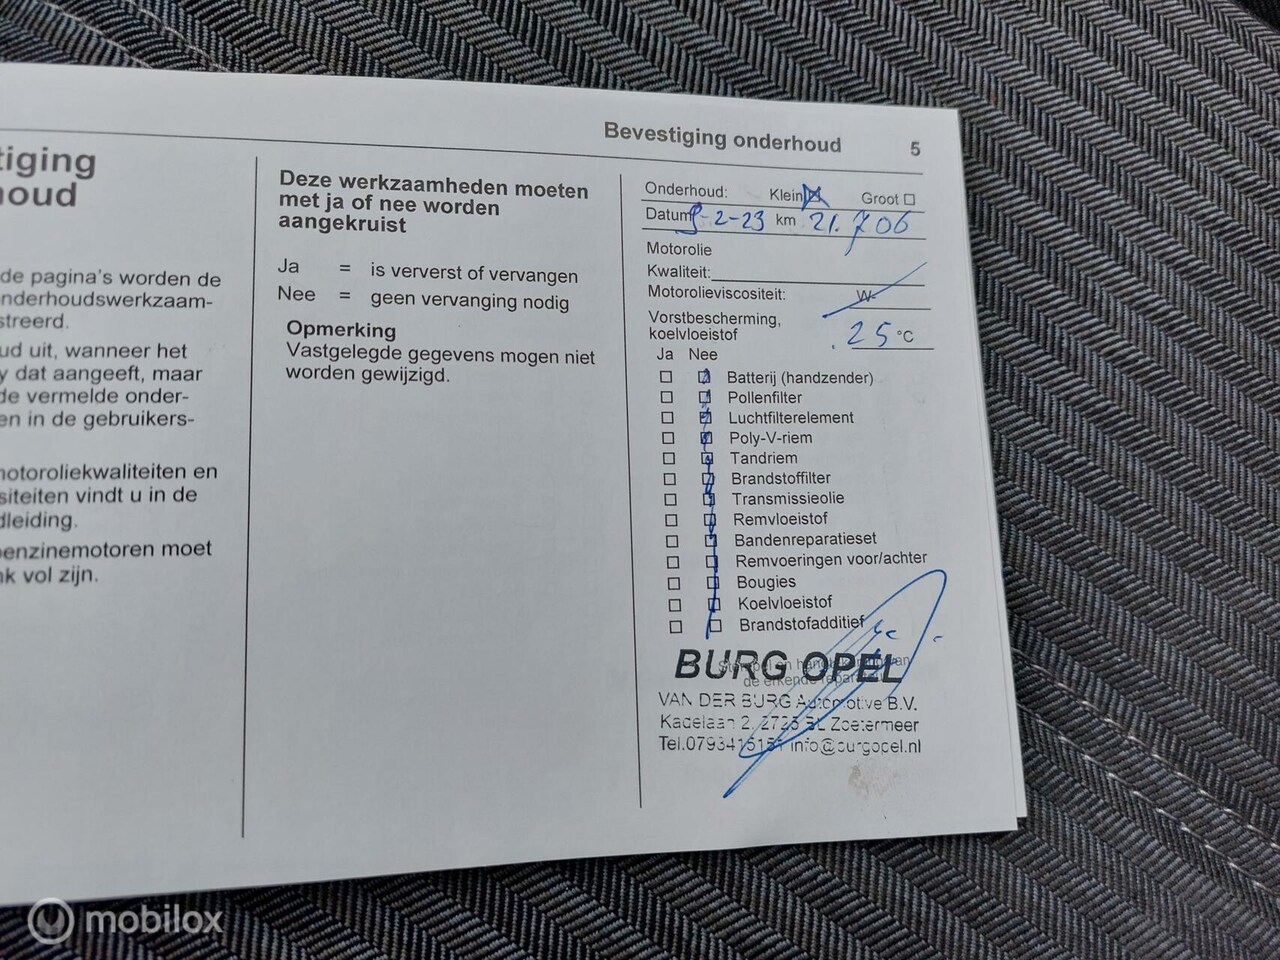 Bevestiging onderhoud 5
tiging
houd
de pagina's worden de
nderhoudswerkzaam-
streerd.
ud uit, wanneer het
y dat aangeeft, maar
de vermelde onder-
en in de gebruikers-
motoroliekwaliteiten en
siteiten vindt u in de
dleiding.
benzinemotoren moet
nk vol zijn.
Deze werkzaamheden moeten
met ja of nee worden
aangekruist
Ja = is ververst of vervangen
Nee = geen vervanging nodig
Opmerking
Vastgelegde gegevens mogen niet
worden gewijzigd.
Onderhoud: Klein Groot
Datum 9-2-23 km 21.706
Motorolie
Kwaliteit:
Motorolieviscositeit: W-
Vorstbescherming,
koelvloeistof 25 °C
Ja Nee
Batterij (handzender)
Pollenfilter
Luchtfilterelement
Poly-V-riem
Tandriem
Brandstoffilter
Transmissieolie
Remvloeistof
Bandenreparatieset
Remvoeringen voor/achter
Bougies
Koelvloeistof
Brandstofadditief
BURG OPEL
VAN DER BURG Automotive B.V.
Kadelaan 2, 2725 BL Zoetermeer
Tel.0793415151 info@burgopel.nl
mobilox